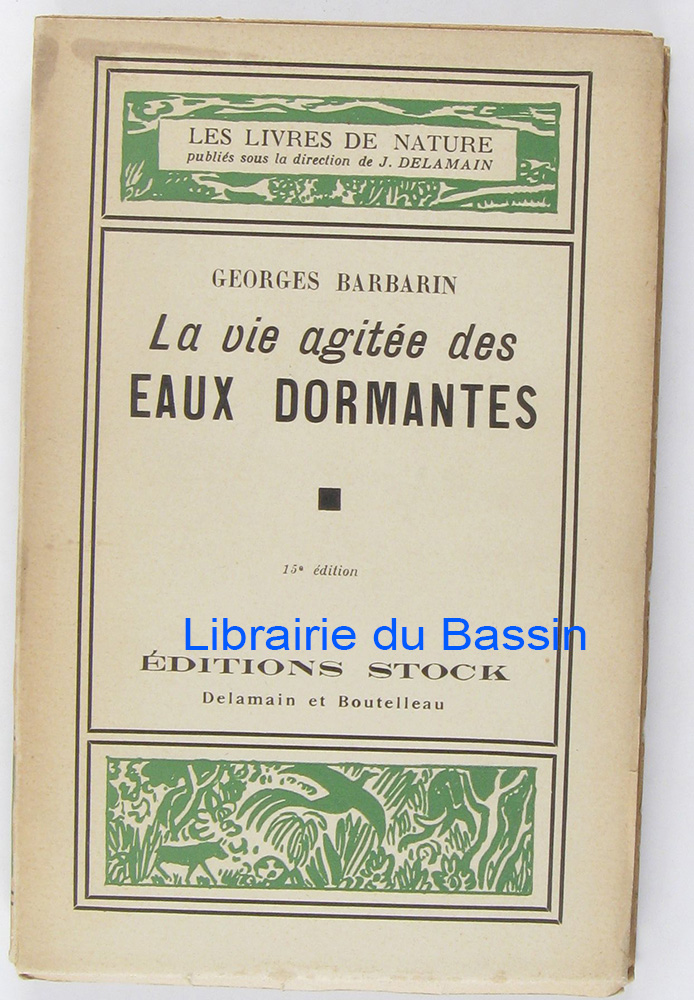 LES LIVRES DE NATURE
publiés sous la direction de J. DELAMAIN
GEORGES BARBARIN
La vie agitée des
EAUX DORMANTES
15e édition
Librairie du Bassin
ÉDITIONS STOCK
Delamain et Boutelleau